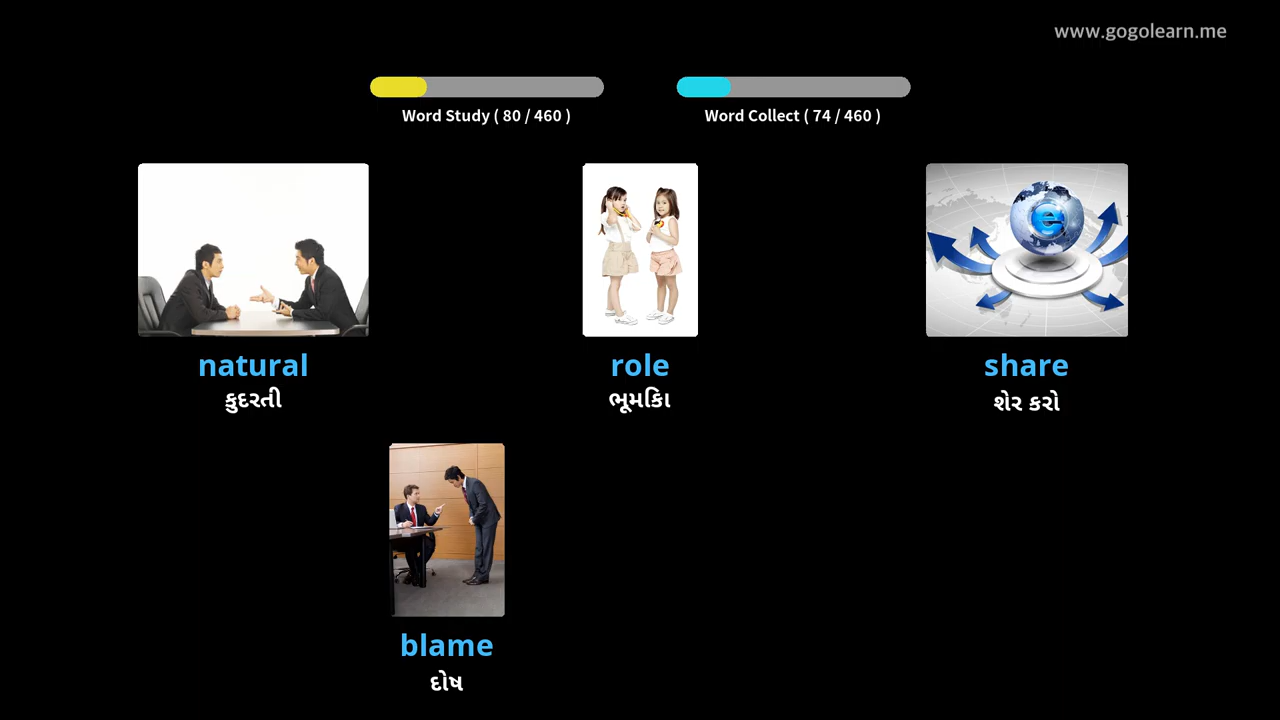 www.gogolearn.me
Word Study ( 80 / 460 )
Word Collect ( 74 / 460 )
natural
કુદરતી
role
ભૂમિકા
share
શેર કરો
blame
દોષ